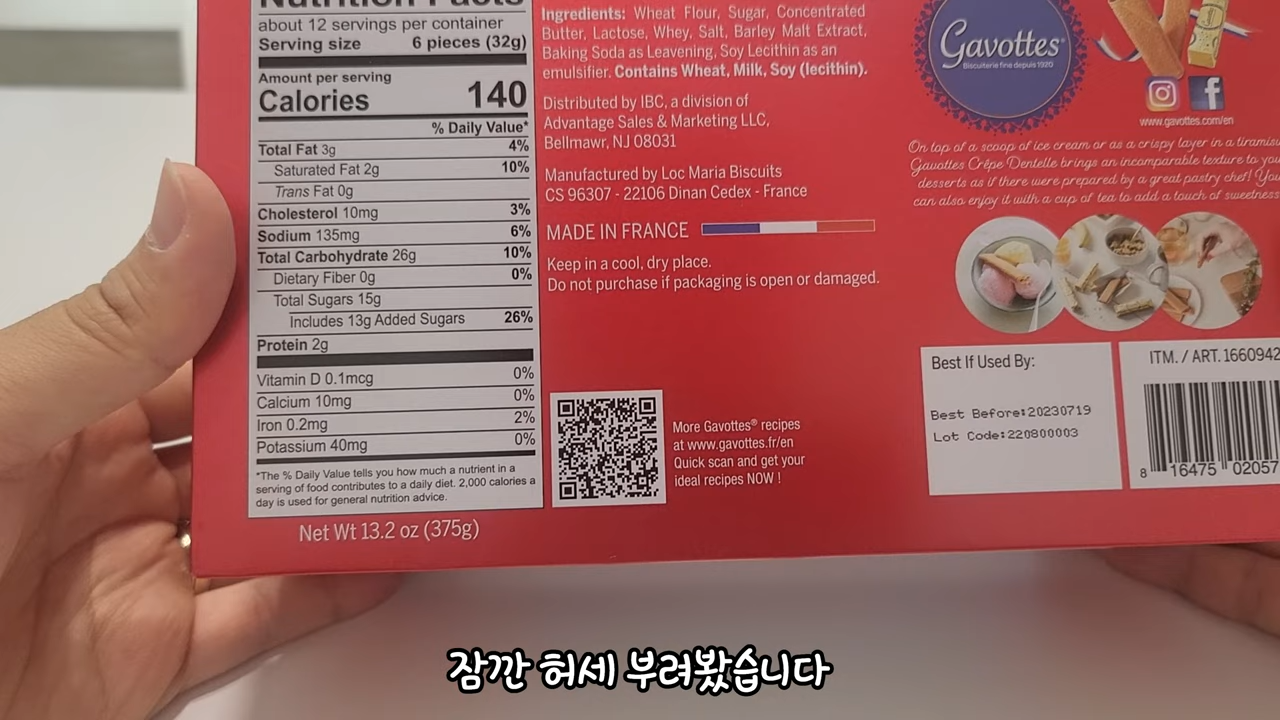 Nutrition Facts
about 12 servings per container
Serving size 6 pieces (32g)
Amount per serving
Calories 140
% Daily Value*
Total Fat 3g 4%
Saturated Fat 2g 10%
Trans Fat 0g
Cholesterol 10mg 3%
Sodium 135mg 6%
Total Carbohydrate 26g 10%
Dietary Fiber 0g 0%
Total Sugars 15g
Includes 13g Added Sugars 26%
Protein 2g
Vitamin D 0.1mcg 0%
Calcium 10mg 0%
Iron 0.2mg 2%
Potassium 40mg 0%
*The % Daily Value tells you how much a nutrient in a
serving of food contributes to a daily diet. 2,000 calories a
day is used for general nutrition advice.
Net Wt 13.2 oz (375g)
Ingredients: Wheat Flour, Sugar, Concentrated
Butter, Lactose, Whey, Salt, Barley Malt Extract,
Baking Soda as Leavening, Soy Lecithin as an
emulsifier. Contains Wheat, Milk, Soy (lecithin).
Distributed by IBC, a division of
Advantage Sales & Marketing LLC,
Bellmawr, NJ 08031
Manufactured by Loc Maria Biscuits
CS 96307 - 22106 Dinan Cedex - France
MADE IN FRANCE
Keep in a cool, dry place.
Do not purchase if packaging is open or damaged.
More Gavottes® recipes
at www.gavottes.fr/en
Quick scan and get your
ideal recipes NOW !
Gavottes®
Biscuiterie fine depuis 1920
www.gavottes.com/en
On top of a scoop of ice cream or as a crispy layer in a tiramisu
Gavottes Crêpe Dentelle brings an incomparable texture to you
desserts as if there were prepared by a great pastry chef! You
can also enjoy it with a cup of tea to add a touch of sweetness
Best If Used By:
Best Before:20230719
Lot Code:220800003
ITM. / ART. 1660942
8 16475 02057
잠깐 허세 부려봤습니다